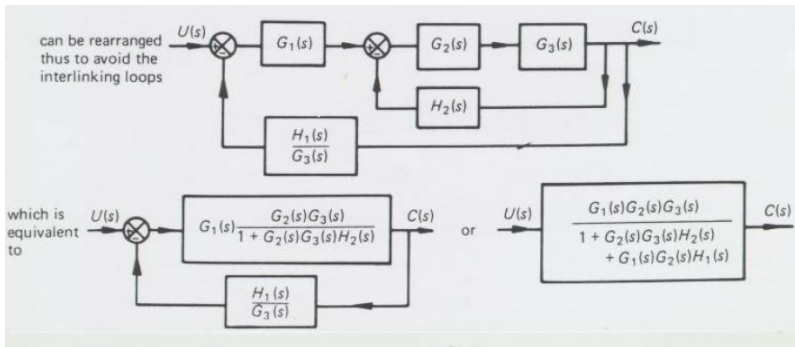 can be rearranged
thus to avoid the
interlinking loops
U(s)
+
−
G₁(s)
+
−
G₂(s)
G₃(s)
C(s)
H₂(s)
H₁(s)
G₃(s)
which is
equivalent
to
U(s)
+
−
G₁(s) G₂(s)G₃(s)
1 + G₂(s)G₃(s)H₂(s)
C(s)
H₁(s)
G₃(s)
or
U(s)
G₁(s)G₂(s)G₃(s)
1 + G₂(s)G₃(s)H₂(s)
+ G₁(s)G₂(s)H₁(s)
C(s)